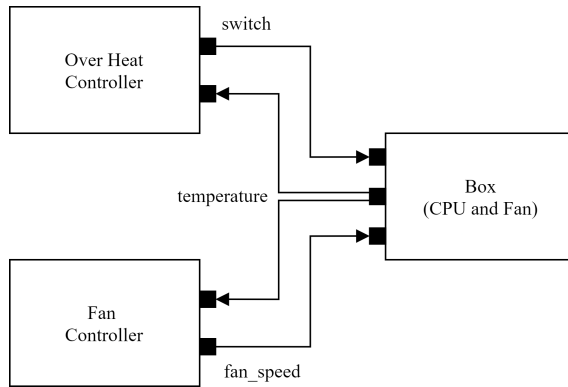 switch
Over Heat
Controller
temperature
Box
(CPU and Fan)
Fan
Controller
fan_speed